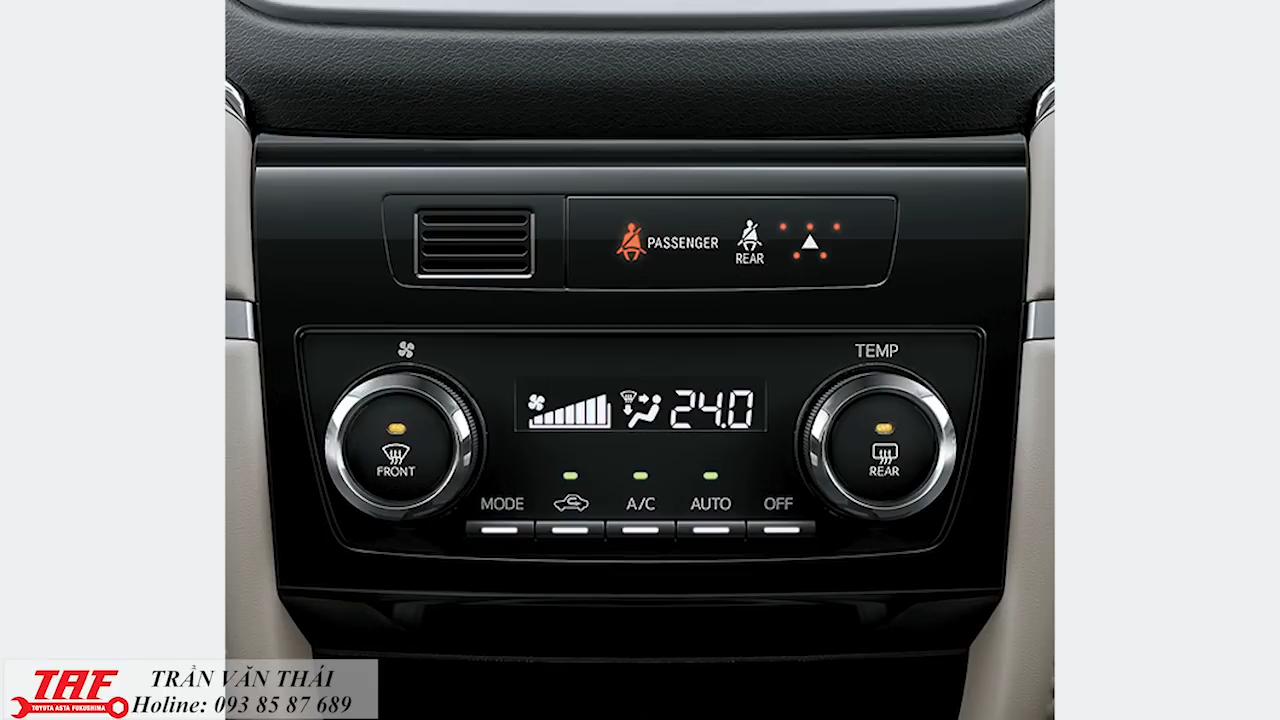 PASSENGER
REAR
TEMP
24.0
FRONT
REAR
MODE
A/C
AUTO
OFF
TAF
TOYOTA ASTA FUKUSHIMA
TRẦN VĂN THÁI
Holine: 093 85 87 689